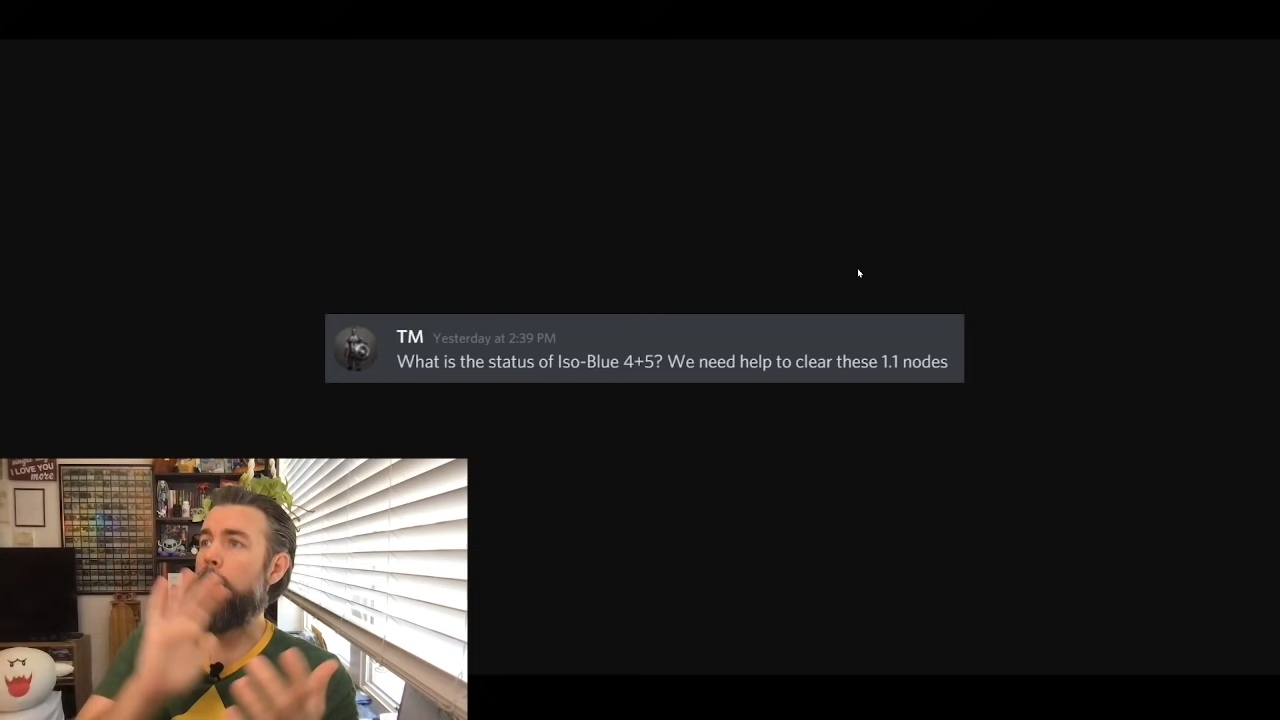 TM Yesterday at 2:39 PM
What is the status of Iso-Blue 4+5? We need help to clear these 1.1 nodes
I LOVE YOU
more